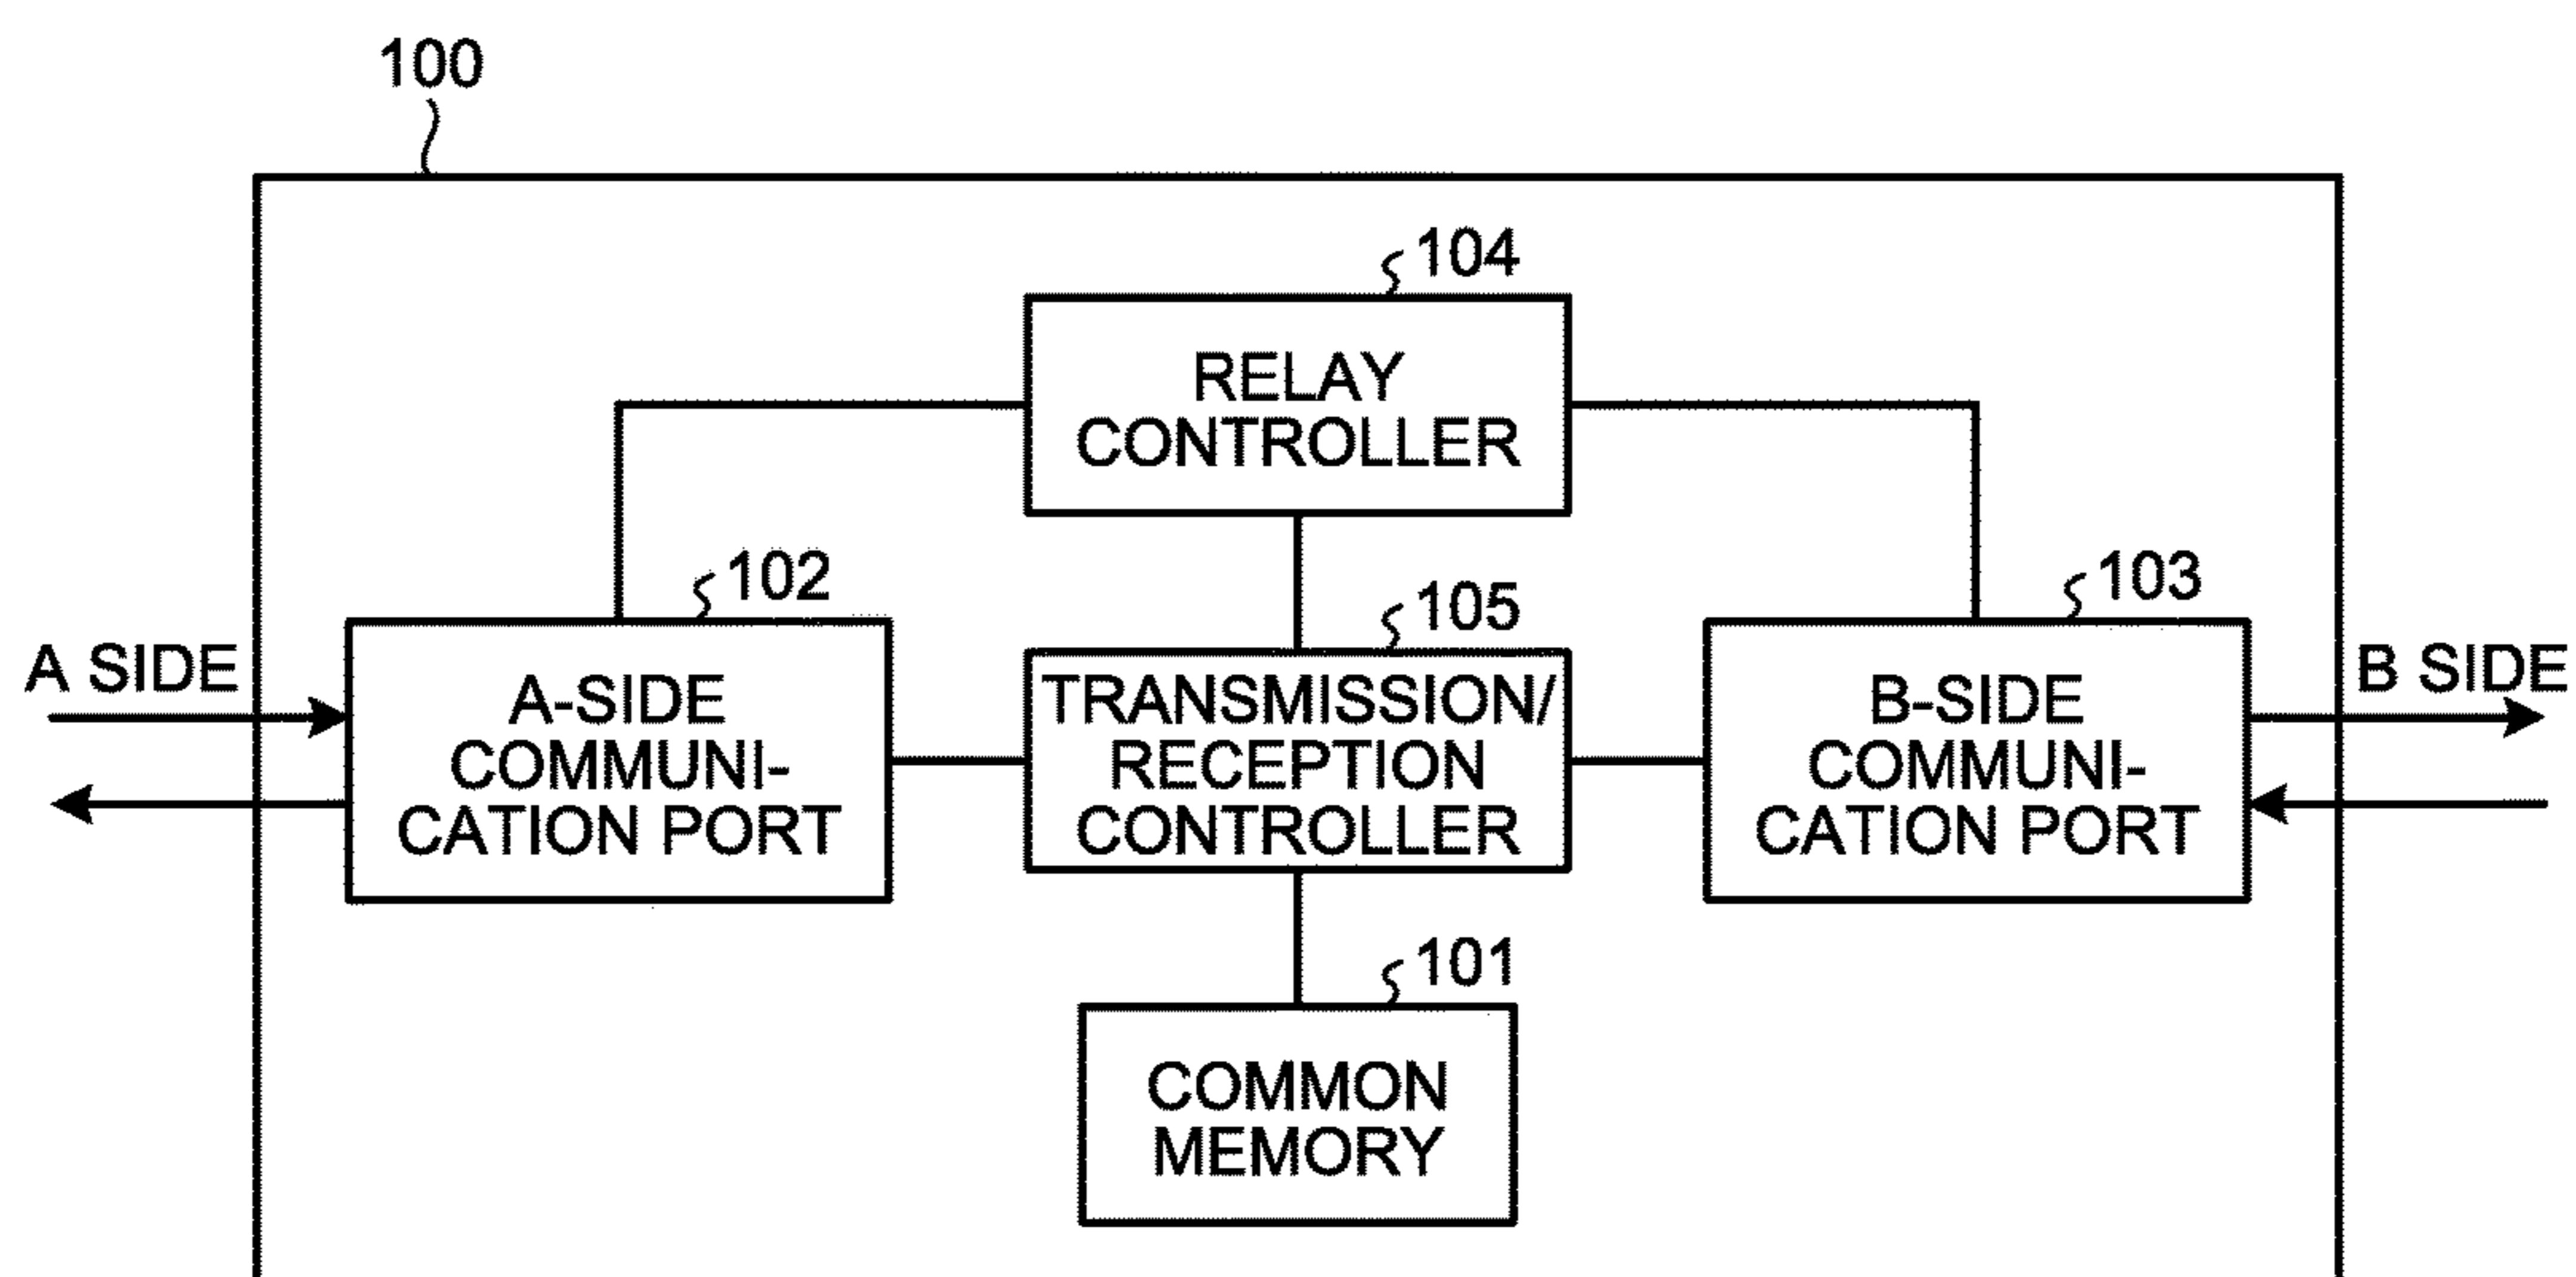 100
104
RELAY
CONTROLLER
102
105
103
A SIDE
A-SIDE
COMMUNI-
CATION PORT
TRANSMISSION/
RECEPTION
CONTROLLER
B-SIDE
COMMUNI-
CATION PORT
B SIDE
101
COMMON
MEMORY